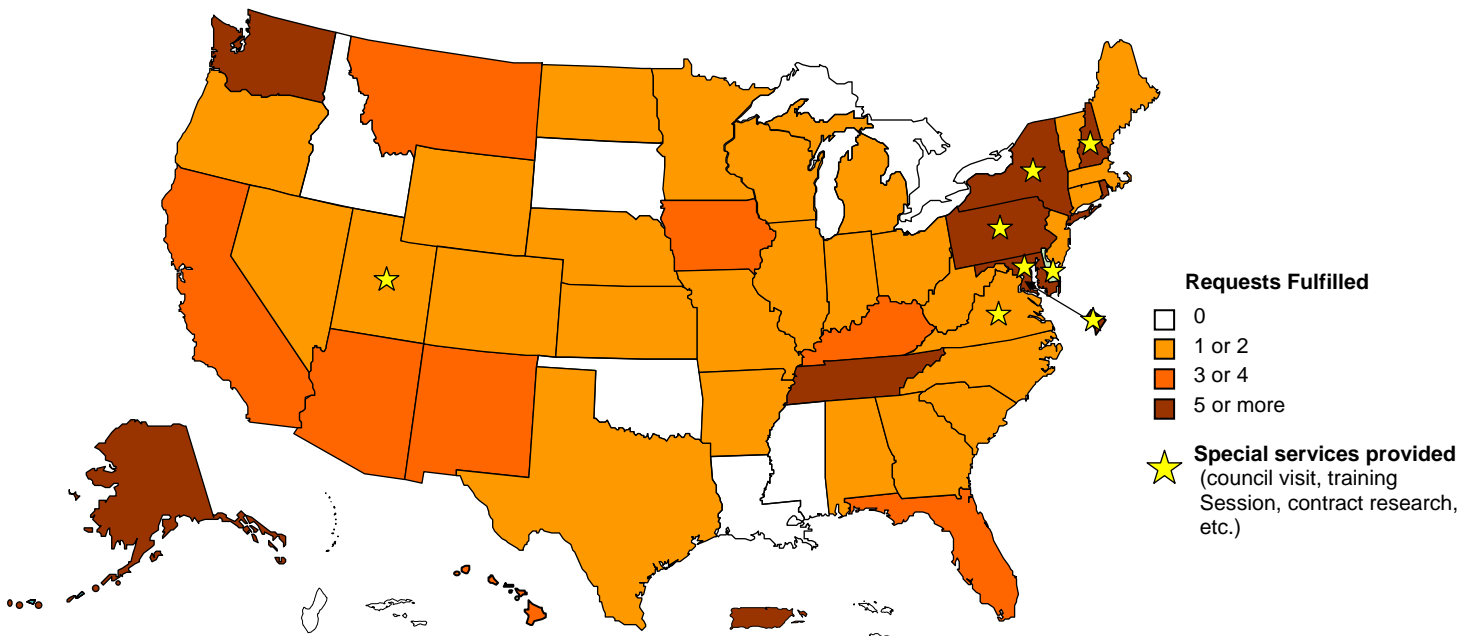 Requests Fulfilled
0
1 or 2
3 or 4
5 or more
Special services provided
(council visit, training
Session, contract research,
etc.)